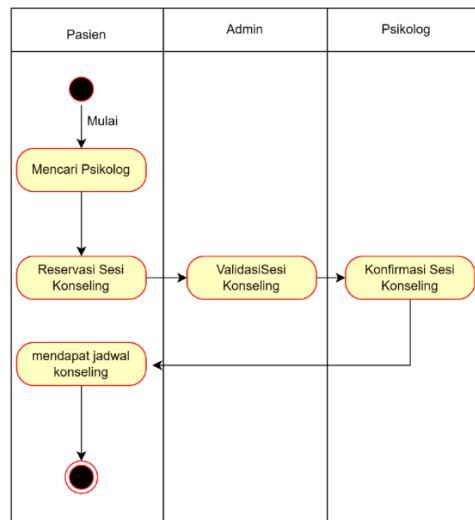 Pasien
Admin
Psikolog
Mulai
Mencari Psikolog
Reservasi Sesi
Konseling
ValidasiSesi
Konseling
Konfirmasi Sesi
Konseling
mendapat jadwal
konseling